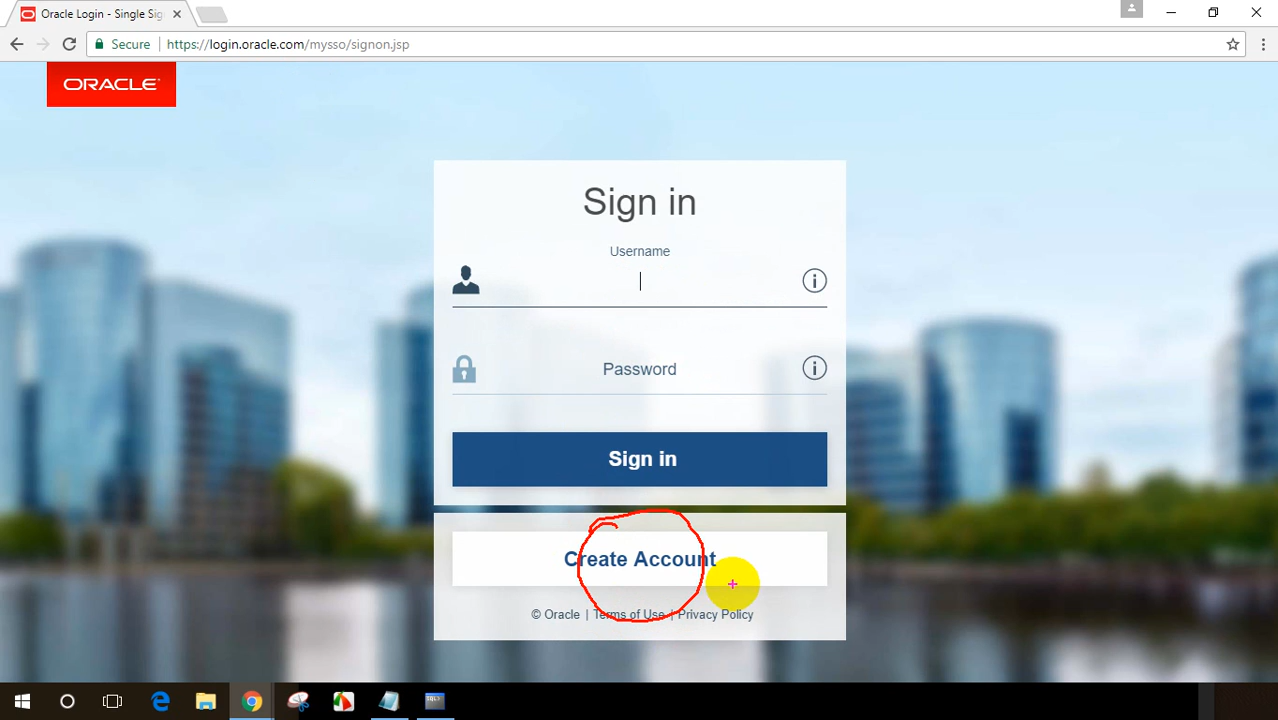 Oracle Login - Single Sig
Secure
https://login.oracle.com/mysso/signon.jsp
ORACLE
Sign in
Username
Password
Sign in
Create Account
© Oracle | Terms of Use | Privacy Policy